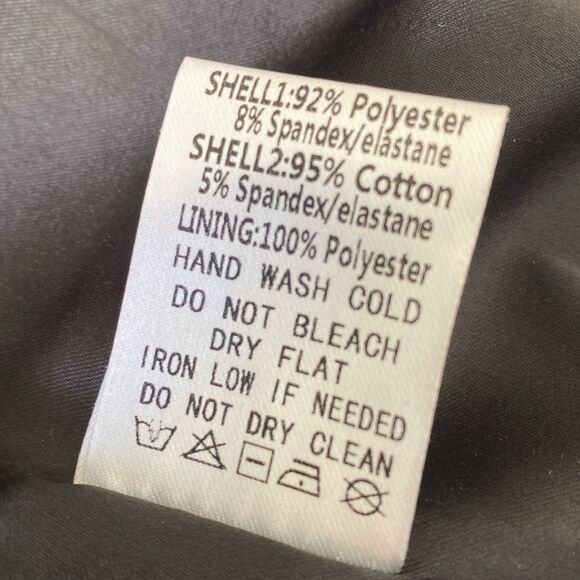 SHELL1:92% Polyester
8% Spandex/elastane
SHELL2:95% Cotton
5% Spandex/elastane
LINING:100% Polyester
HAND WASH COLD
DO NOT BLEACH
DRY FLAT
IRON LOW IF NEEDED
DO NOT DRY CLEAN